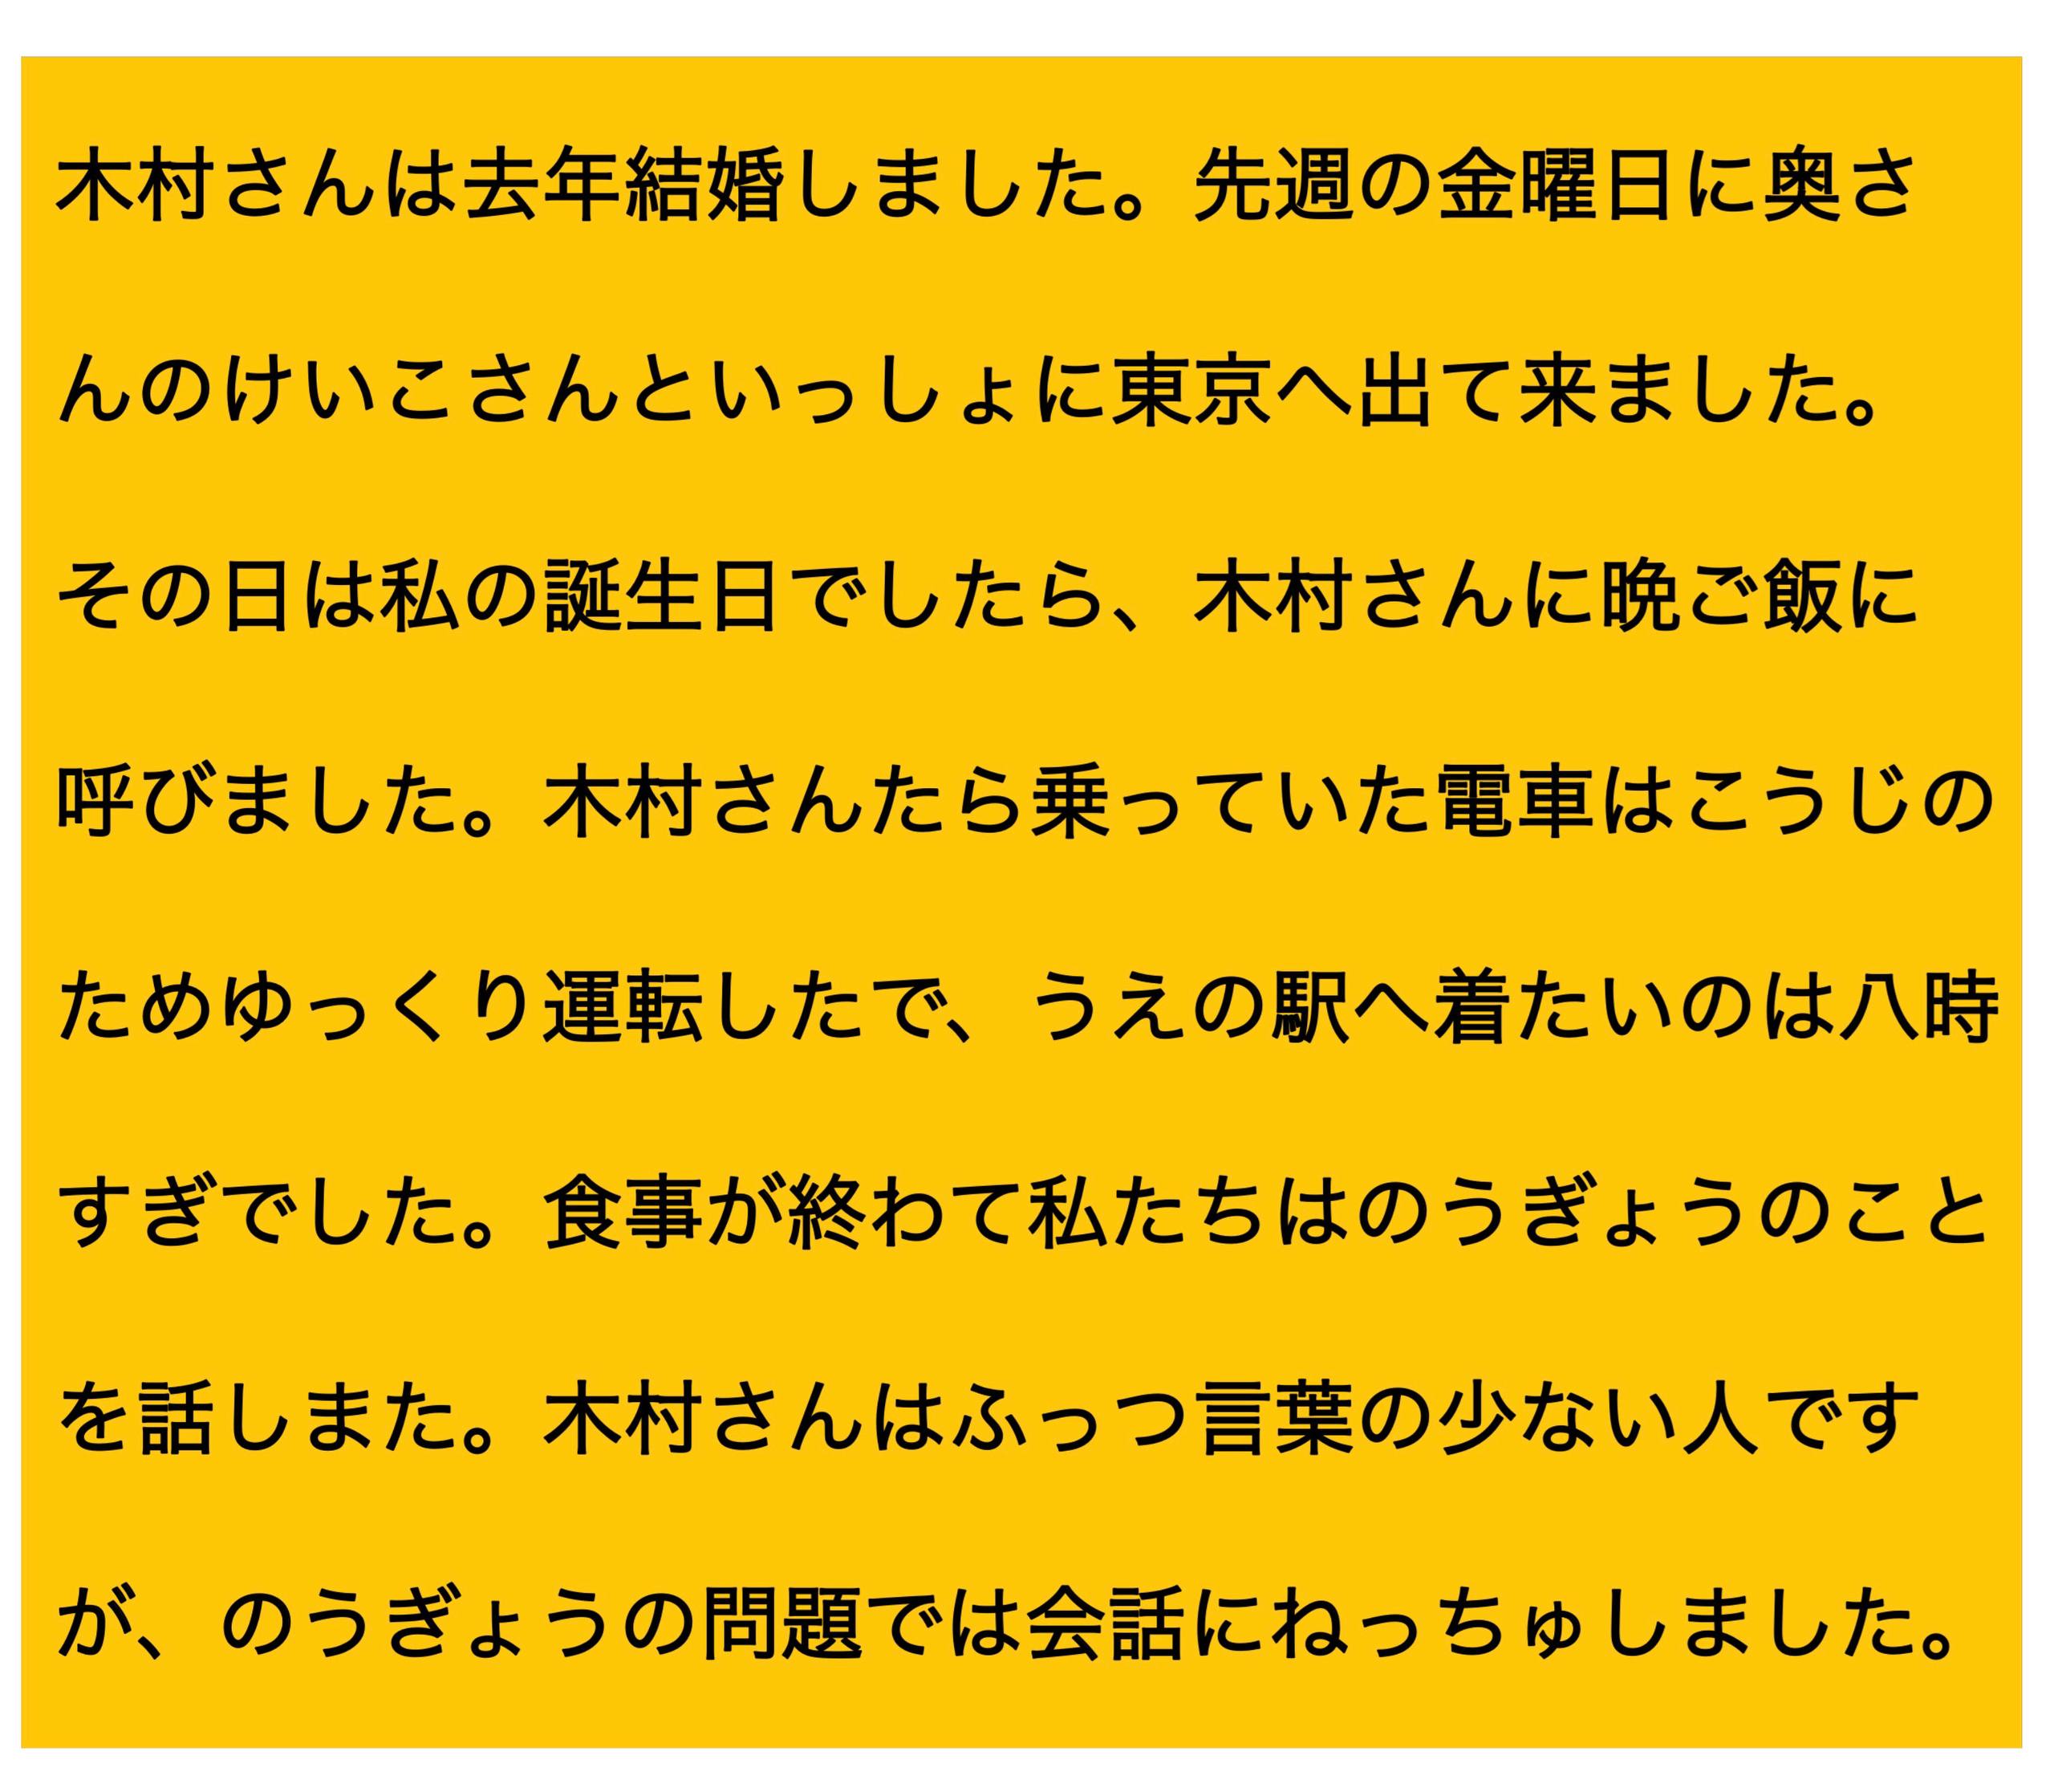 木村さんは去年結婚しました。先週の金曜日に奥さ
んのけいこさんといっしょに東京へ出て来ました。
その日は私の誕生日でしたら、木村さんに晩ご飯に
呼びました。木村さんたら乗っていた電車はこうじの
ためゆっくり運転したで、うえの駅へ着たいのは八時
すぎでした。食事が終わて私たちはのうぎょうのこと
を話しまた。木村さんはふっつ言葉の少ない人です
が、のうぎょうの問題では会話にねっちゅしました。